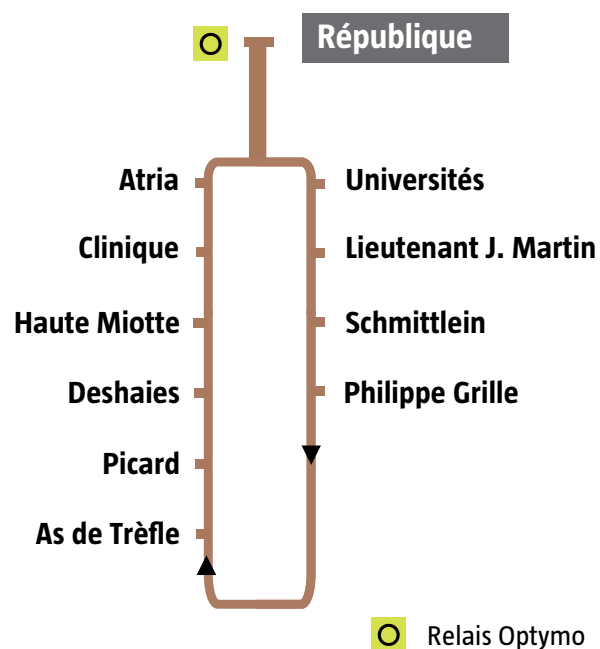 République
Atria
Universités
Clinique
Lieutenant J. Martin
Haute Miotte
Schmittlein
Deshaies
Philippe Grille
Picard
As de Trèfle
Relais Optymo